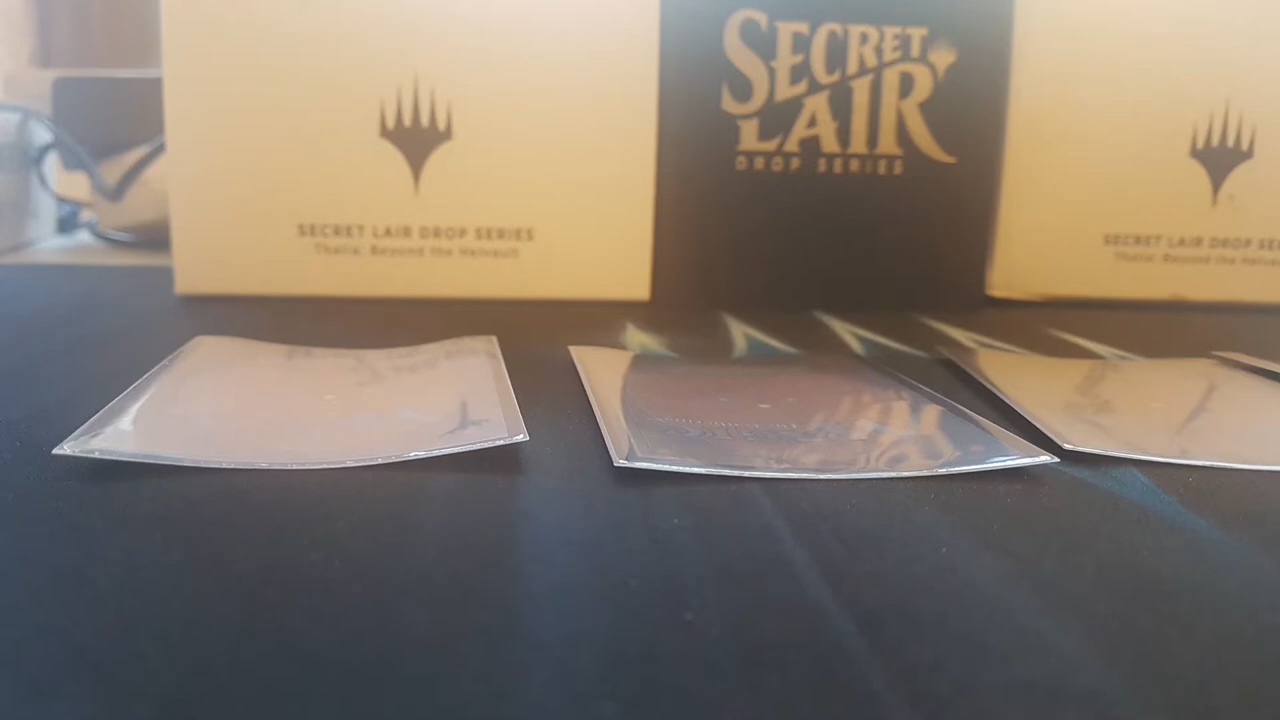 SECRET LAIR DROP SERIES
Thalia: Beyond the Helvault
SECRET
LAIR
DROP SERIES
SECRET LAIR DROP SE
Thalia: Beyond the Helva